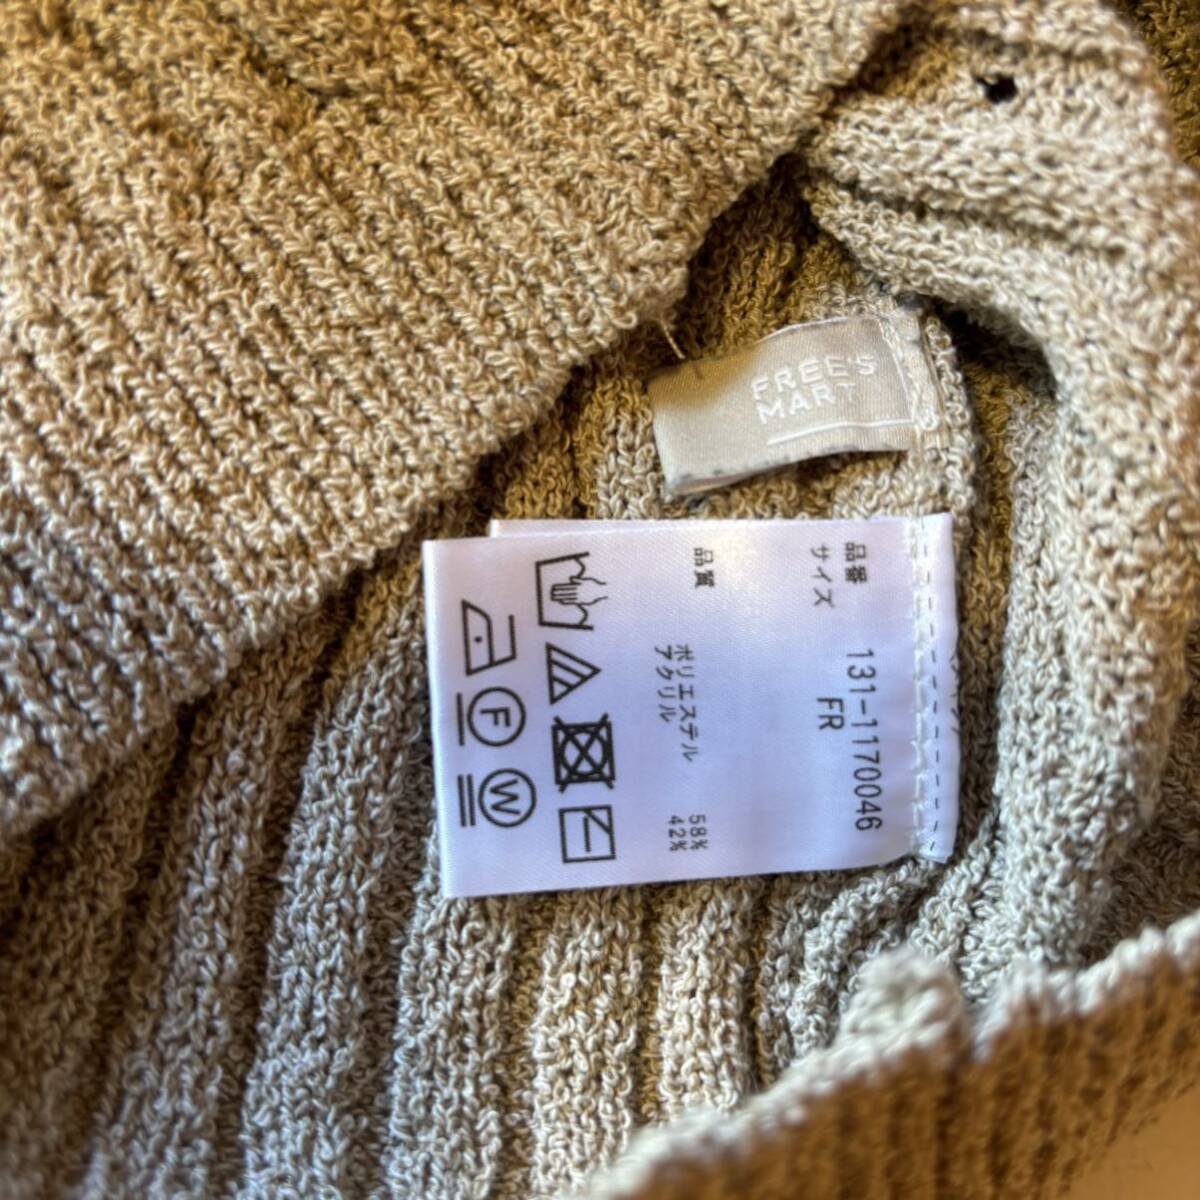 FREE'S
MART
品番 131-1170046
サイズ FR
品質
ポリエステル 58%
アクリル 42%
F
W